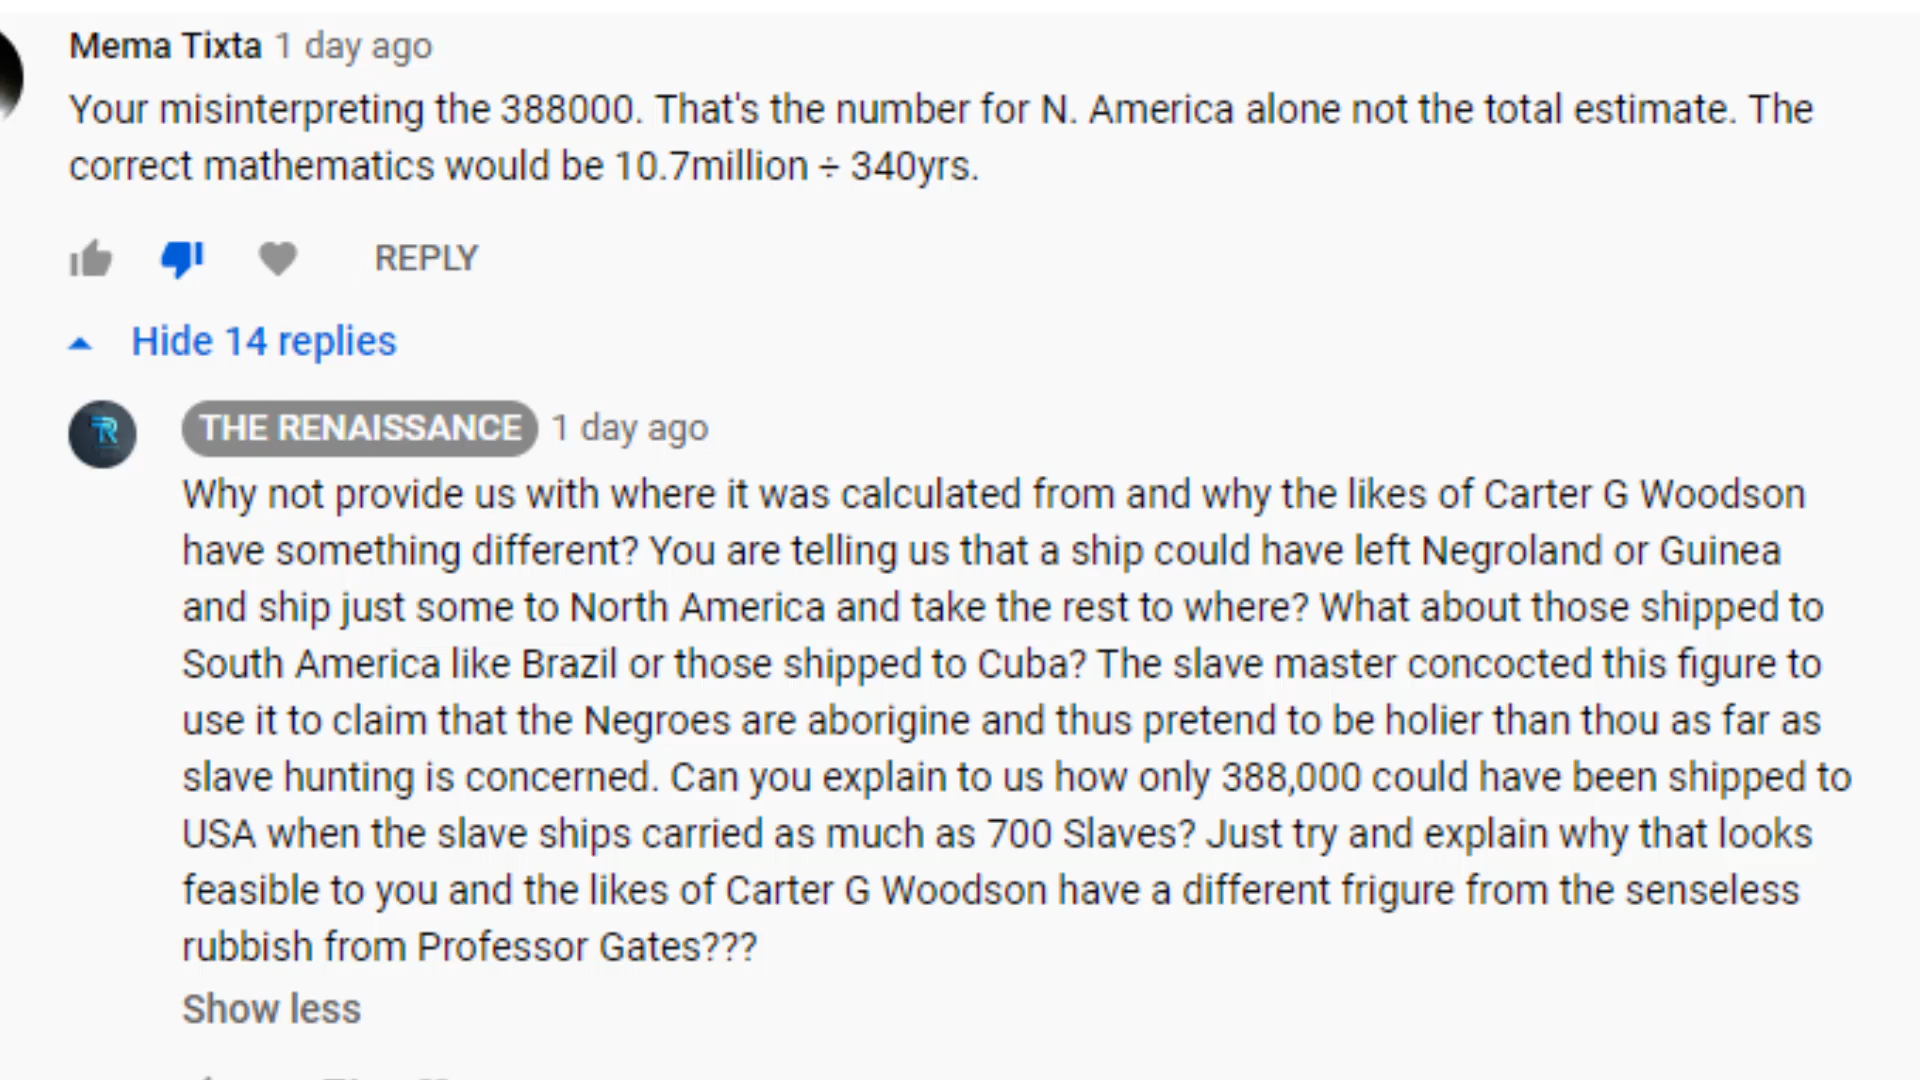 Mema Tixta 1 day ago
Your misinterpreting the 388000. That's the number for N. America alone not the total estimate. The
correct mathematics would be 10.7million ÷ 340yrs.
REPLY
Hide 14 replies
THE RENAISSANCE 1 day ago
Why not provide us with where it was calculated from and why the likes of Carter G Woodson
have something different? You are telling us that a ship could have left Negroland or Guinea
and ship just some to North America and take the rest to where? What about those shipped to
South America like Brazil or those shipped to Cuba? The slave master concocted this figure to
use it to claim that the Negroes are aborigine and thus pretend to be holier than thou as far as
slave hunting is concerned. Can you explain to us how only 388,000 could have been shipped to
USA when the slave ships carried as much as 700 Slaves? Just try and explain why that looks
feasible to you and the likes of Carter G Woodson have a different frigure from the senseless
rubbish from Professor Gates???
Show less